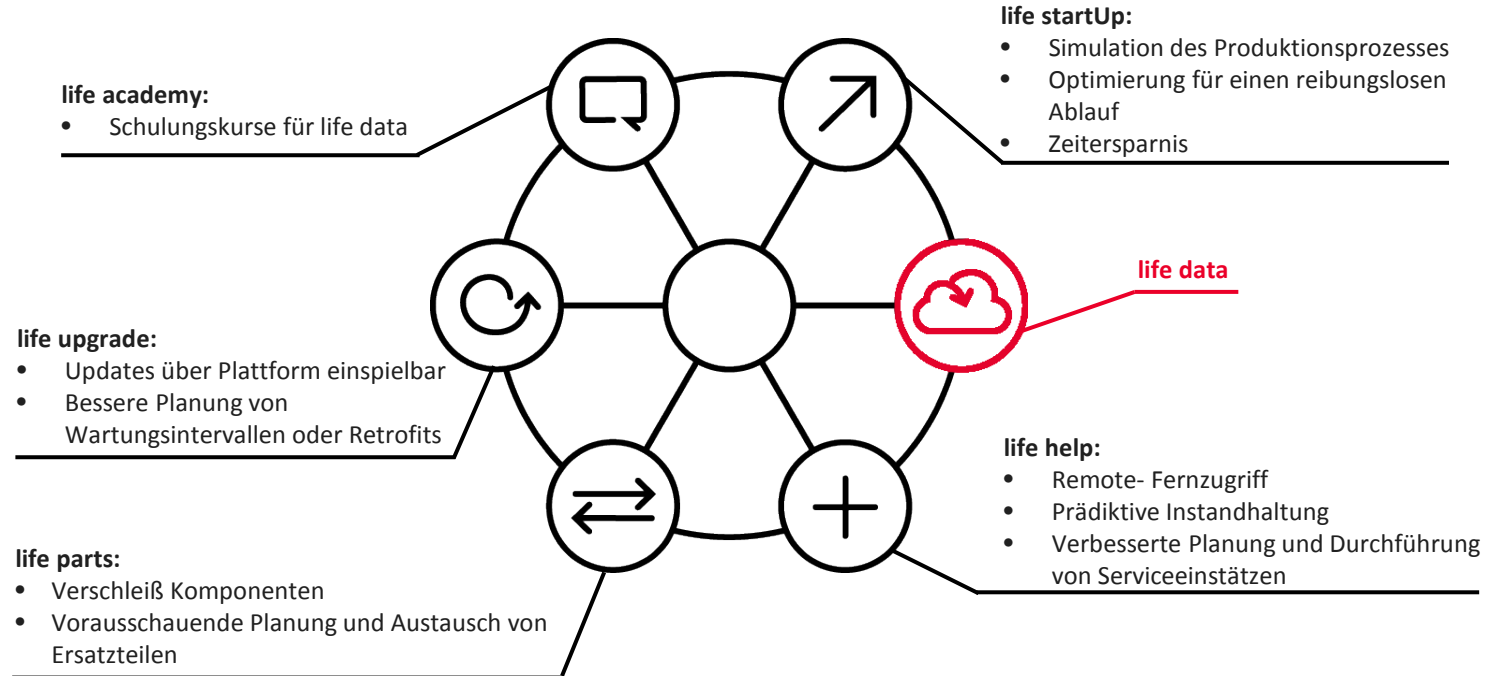 life academy:
• Schulungskurse für life data
life startUp:
• Simulation des Produktionsprozesses
• Optimierung für einen reibungslosen
Ablauf
• Zeitersparnis
life data
life upgrade:
• Updates über Plattform einspielbar
• Bessere Planung von
Wartungsintervallen oder Retrofits
life help:
• Remote- Fernzugriff
• Prädiktive Instandhaltung
• Verbesserte Planung und Durchführung
von Serviceeinstätzen
life parts:
• Verschleiß Komponenten
• Vorausschauende Planung und Austausch von
Ersatzteilen